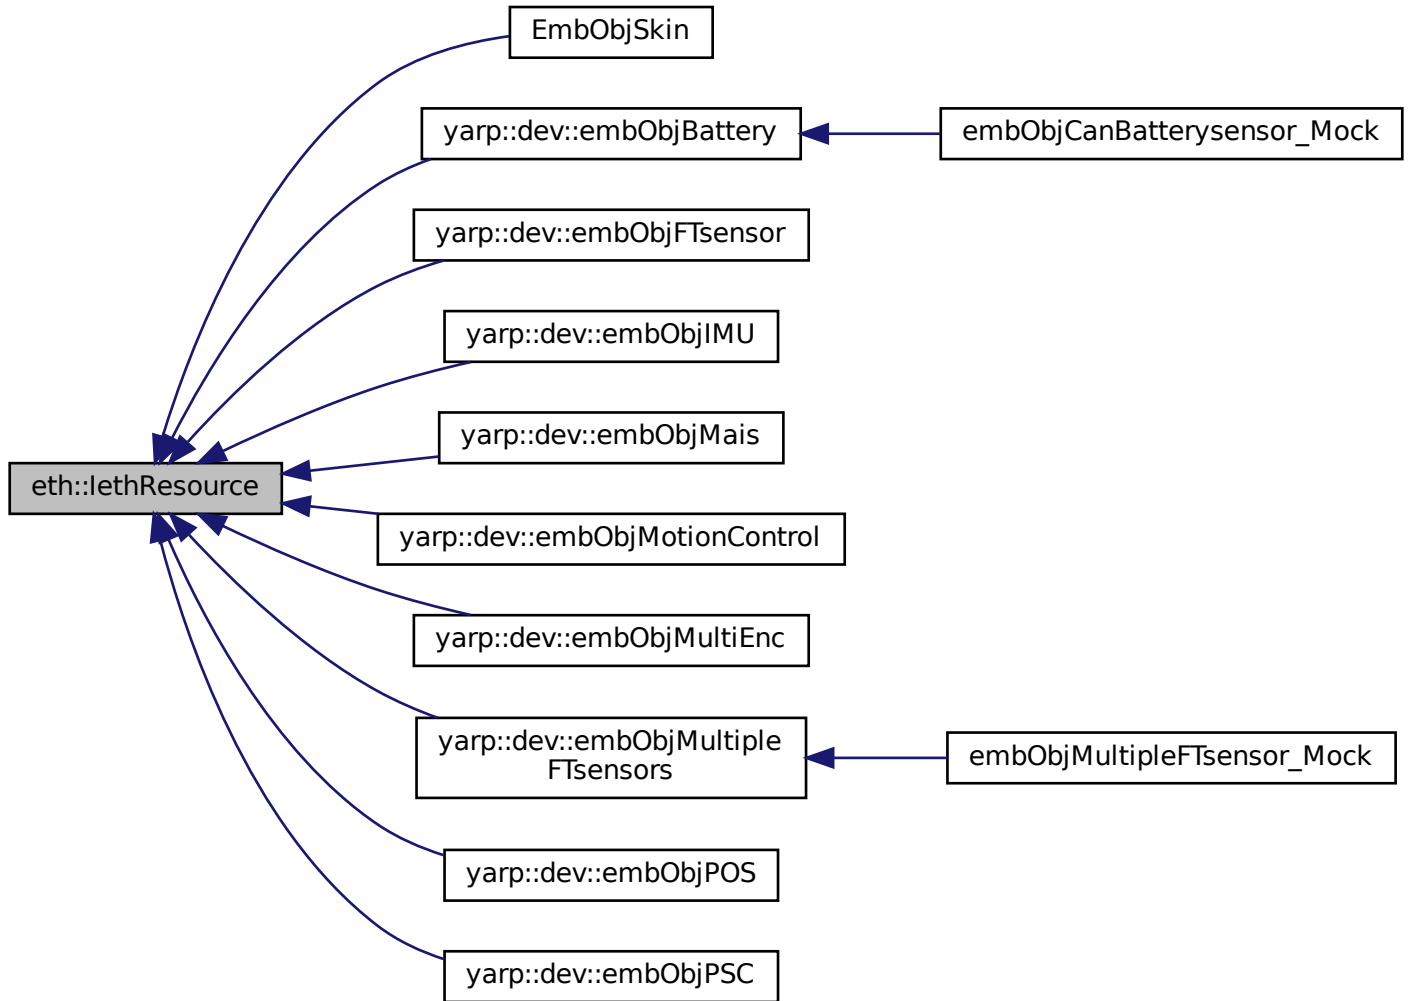 EmbObjSkin
yarp::dev::embObjBattery
embObjCanBatterysensor_Mock
yarp::dev::embObjFTsensor
yarp::dev::embObjIMU
yarp::dev::embObjMais
eth::IethResource
yarp::dev::embObjMotionControl
yarp::dev::embObjMultiEnc
yarp::dev::embObjMultiple
FTsensors
embObjMultipleFTsensor_Mock
yarp::dev::embObjPOS
yarp::dev::embObjPSC